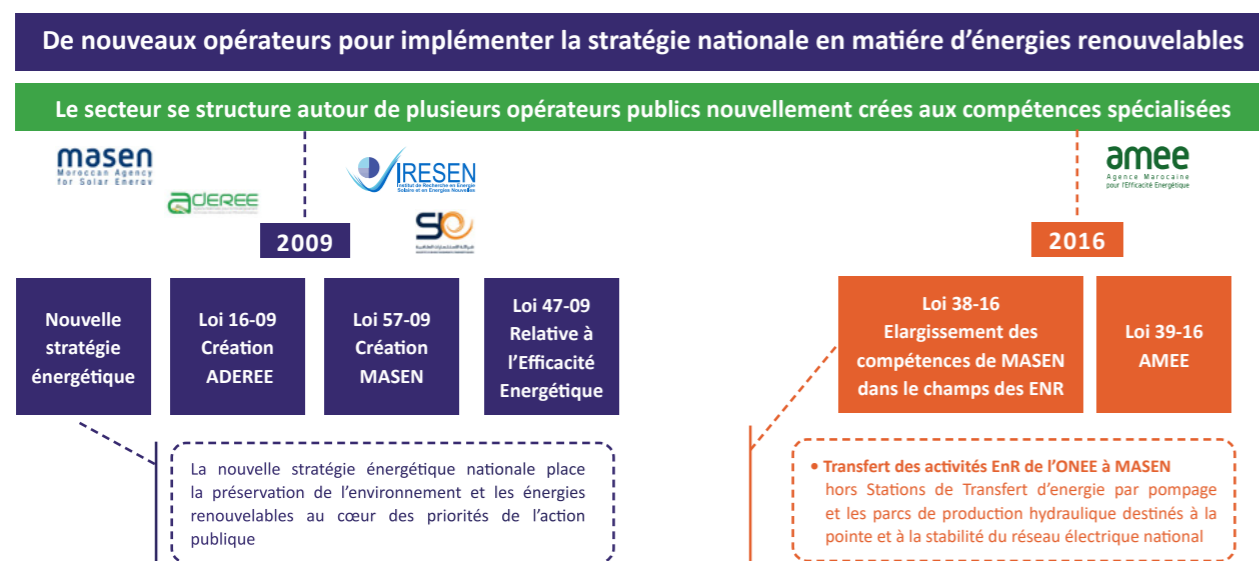 De nouveaux opérateurs pour implémenter la stratégie nationale en matiére d’énergies renouvelables
Le secteur se structure autour de plusieurs opérateurs publics nouvellement crées aux compétences spécialisées
masen
Moroccan Agency
for Solar Energy
aDEREE
IRESEN
Institut de Recherche en Energie
Solaire et en Energies Nouvelles
amee
Agence Marocaine
pour l'Efficacité Energétique
2009
2016
Nouvelle
stratégie
énergétique
Loi 16-09
Création
ADEREE
Loi 57-09
Création
MASEN
Loi 47-09
Relative à
l’Efficacité
Energétique
Loi 38-16
Elargissement des
compétences de MASEN
dans le champs des ENR
Loi 39-16
AMEE
La nouvelle stratégie énergétique nationale place
la préservation de l’environnement et les énergies
renouvelables au cœur des priorités de l’action
publique
• Transfert des activités EnR de l’ONEE à MASEN
hors Stations de Transfert d’energie par pompage
et les parcs de production hydraulique destinés à la
pointe et à la stabilité du réseau électrique national